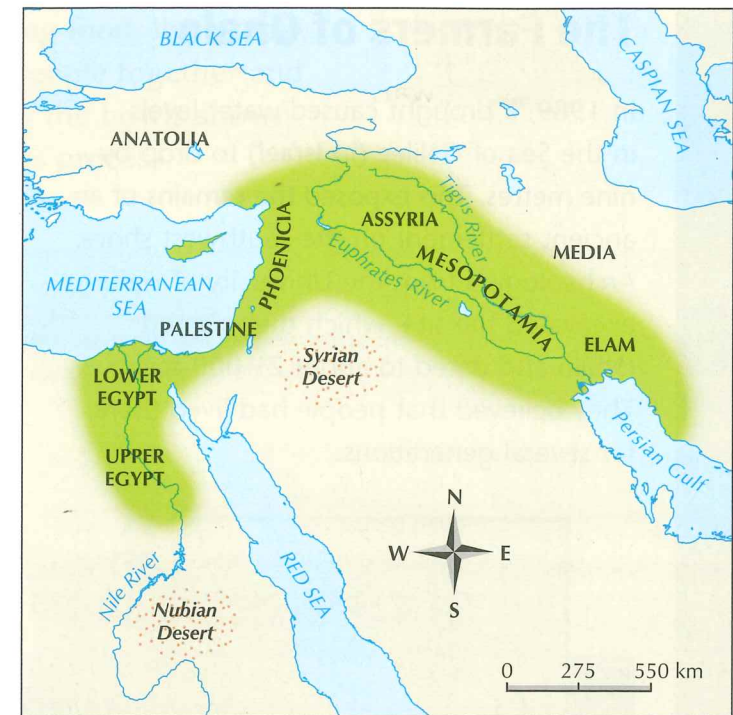 BLACK SEA
CASPIAN SEA
ANATOLIA
Tigris River
ASSYRIA
PHOENICIA
MEDIA
Euphrates River
MESOPOTAMIA
MEDITERRANEAN
SEA
PALESTINE
ELAM
Syrian
Desert
LOWER
EGYPT
Persian Gulf
UPPER
EGYPT
N
W
E
S
Nile River
RED SEA
Nubian
Desert
0 275 550 km